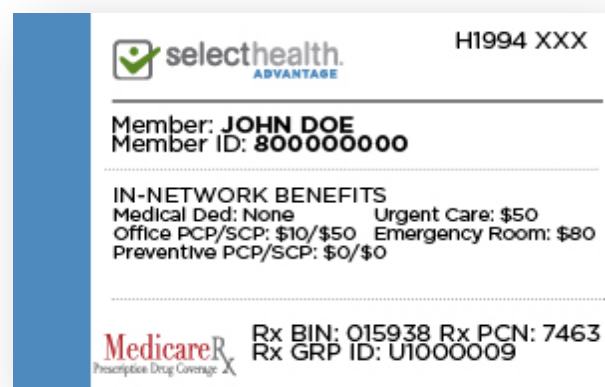 selecthealth.
ADVANTAGE
H1994 XXX
Member: JOHN DOE
Member ID: 800000000
IN-NETWORK BENEFITS
Medical Ded: None Urgent Care: $50
Office PCP/SCP: $10/$50 Emergency Room: $80
Preventive PCP/SCP: $0/$0
MedicareRx
Prescription Drug Coverage
Rx BIN: 015938 Rx PCN: 7463
Rx GRP ID: U1000009